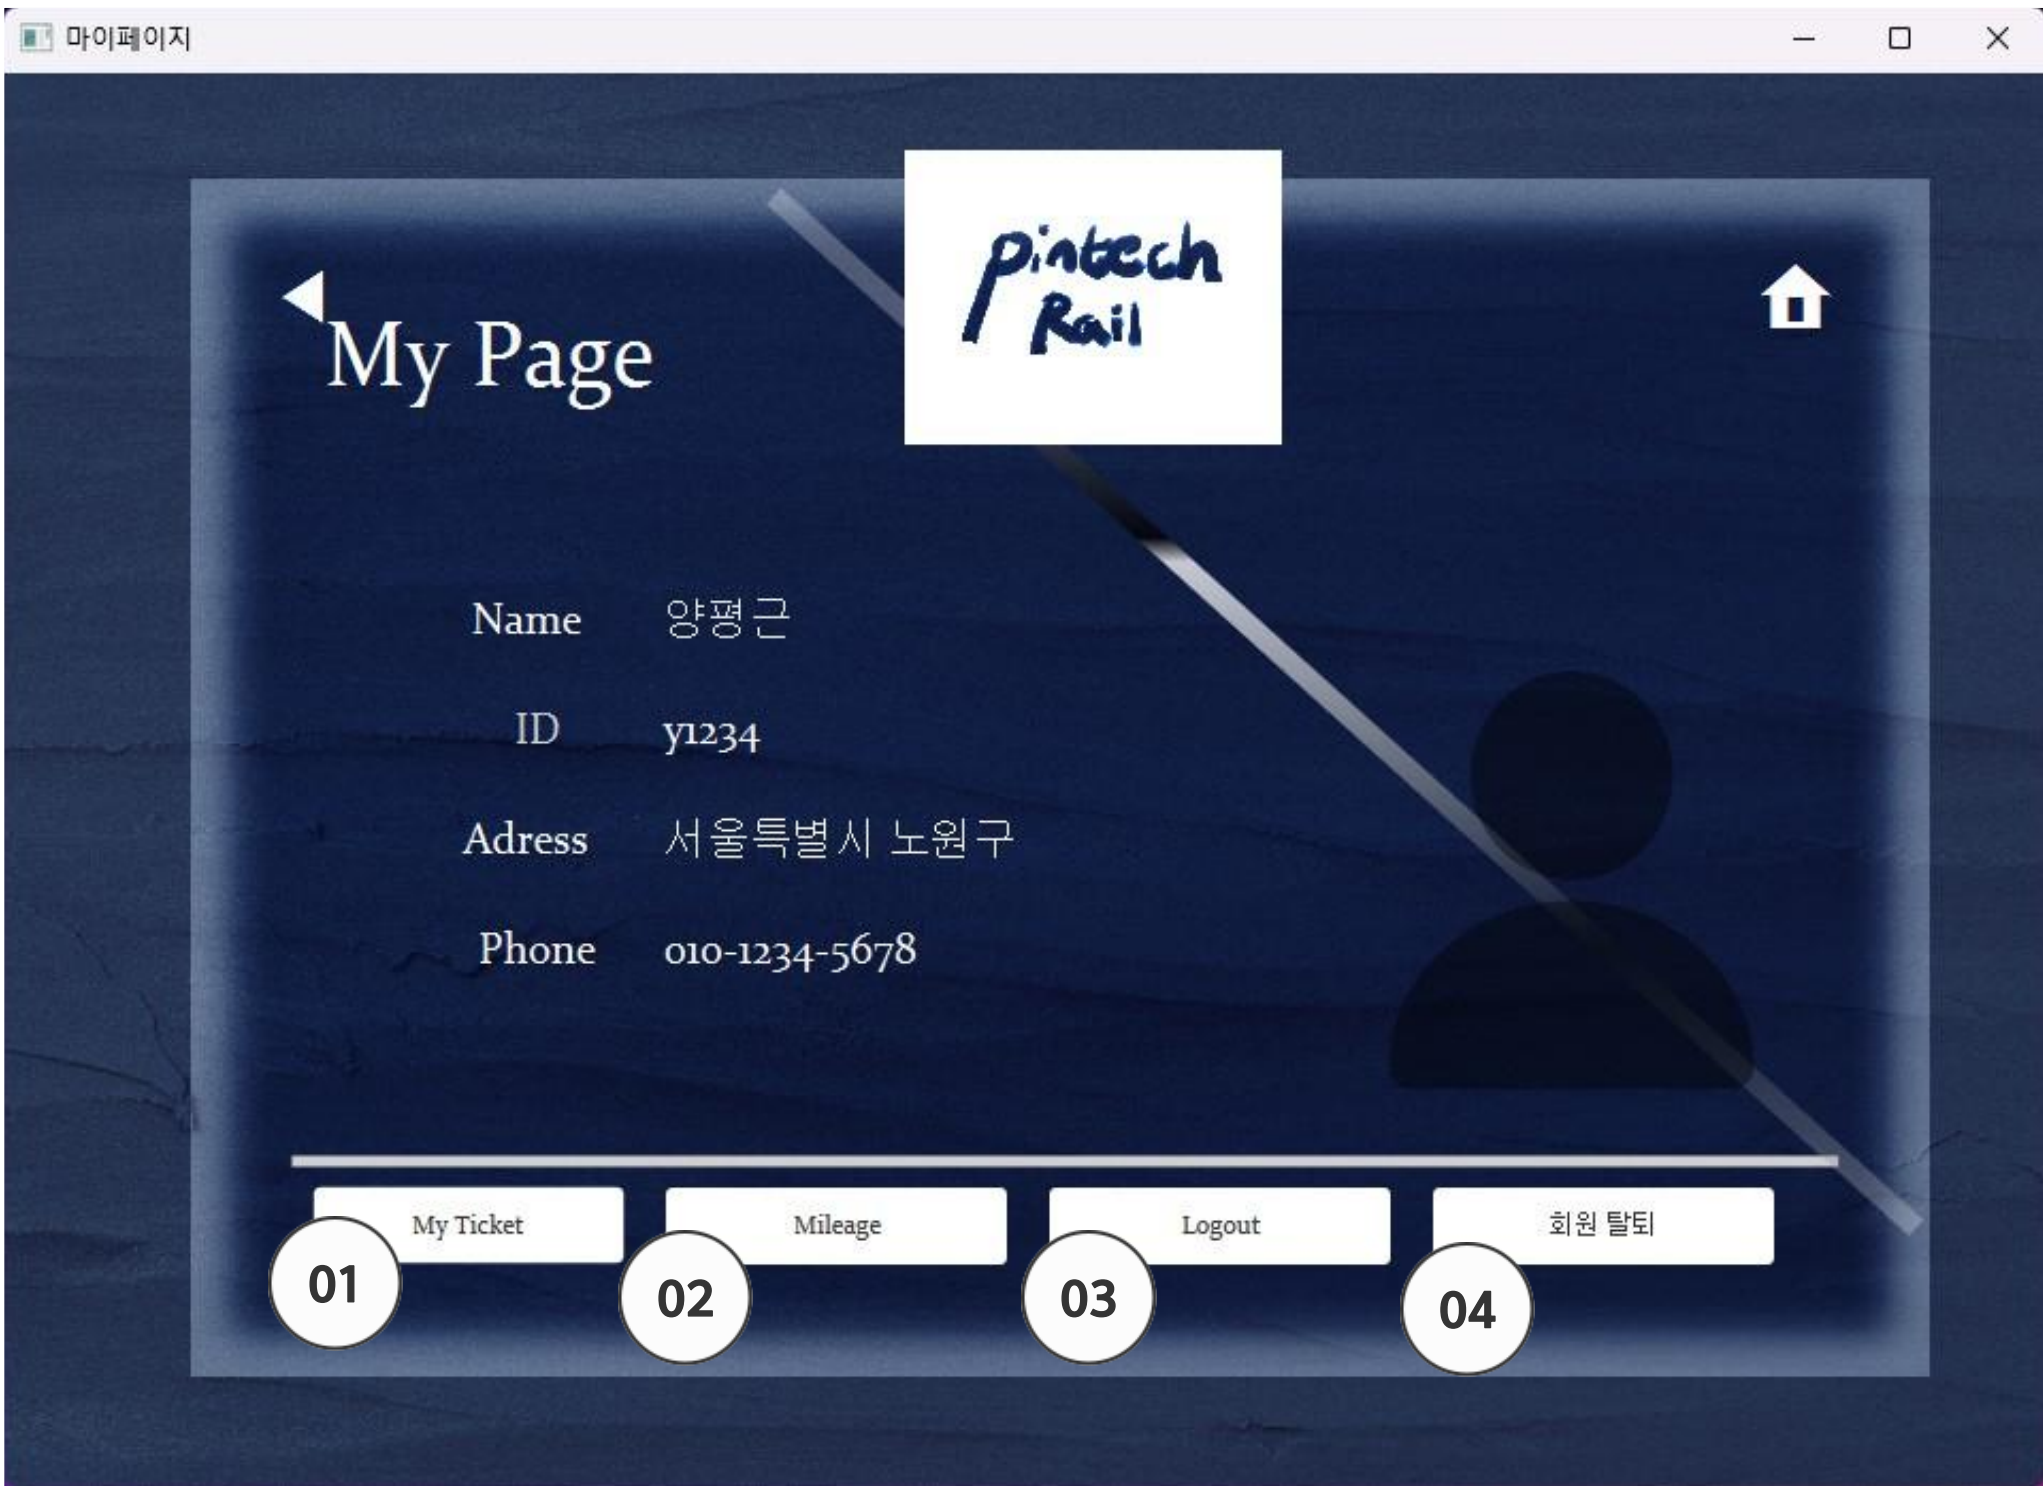 마이페이지
pintech
Rail
My Page
Name 양평근
ID y1234
Adress 서울특별시 노원구
Phone 010-1234-5678
My Ticket Mileage Logout 회원 탈퇴
01 02 03 04